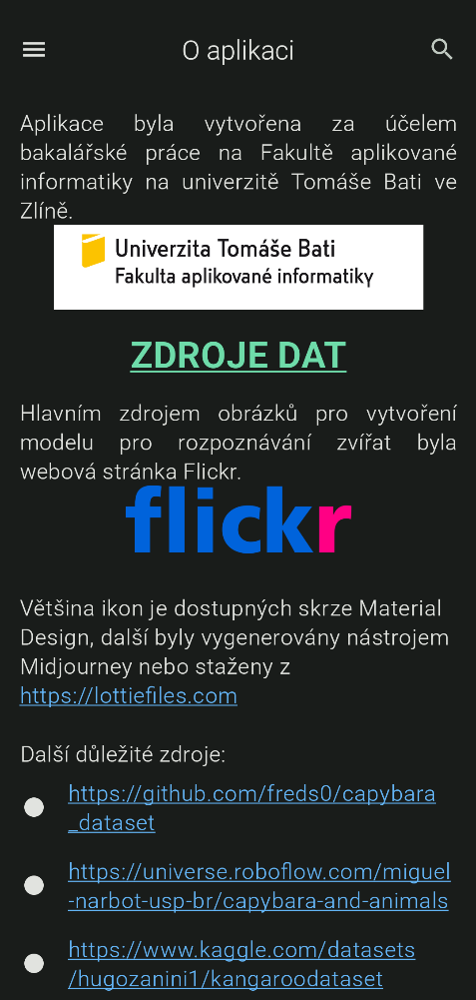 O aplikaci
Aplikace byla vytvořena za účelem
bakalářské práce na Fakultě aplikované
informatiky na univerzitě Tomáše Bati ve
Zlíně.
Univerzita Tomáše Bati
Fakulta aplikované informatiky
ZDROJE DAT
Hlavním zdrojem obrázků pro vytvoření
modelu pro rozpoznávání zvířat byla
webová stránka Flickr.
flickr
Většina ikon je dostupných skrze Material
Design, další byly vygenerovány nástrojem
Midjourney nebo staženy z
https://lottiefiles.com
Další důležité zdroje:
https://github.com/freds0/capybara
_dataset
https://universe.roboflow.com/miguel
-narbot-usp-br/capybara-and-animals
https://www.kaggle.com/datasets
/hugozanini1/kangaroodataset